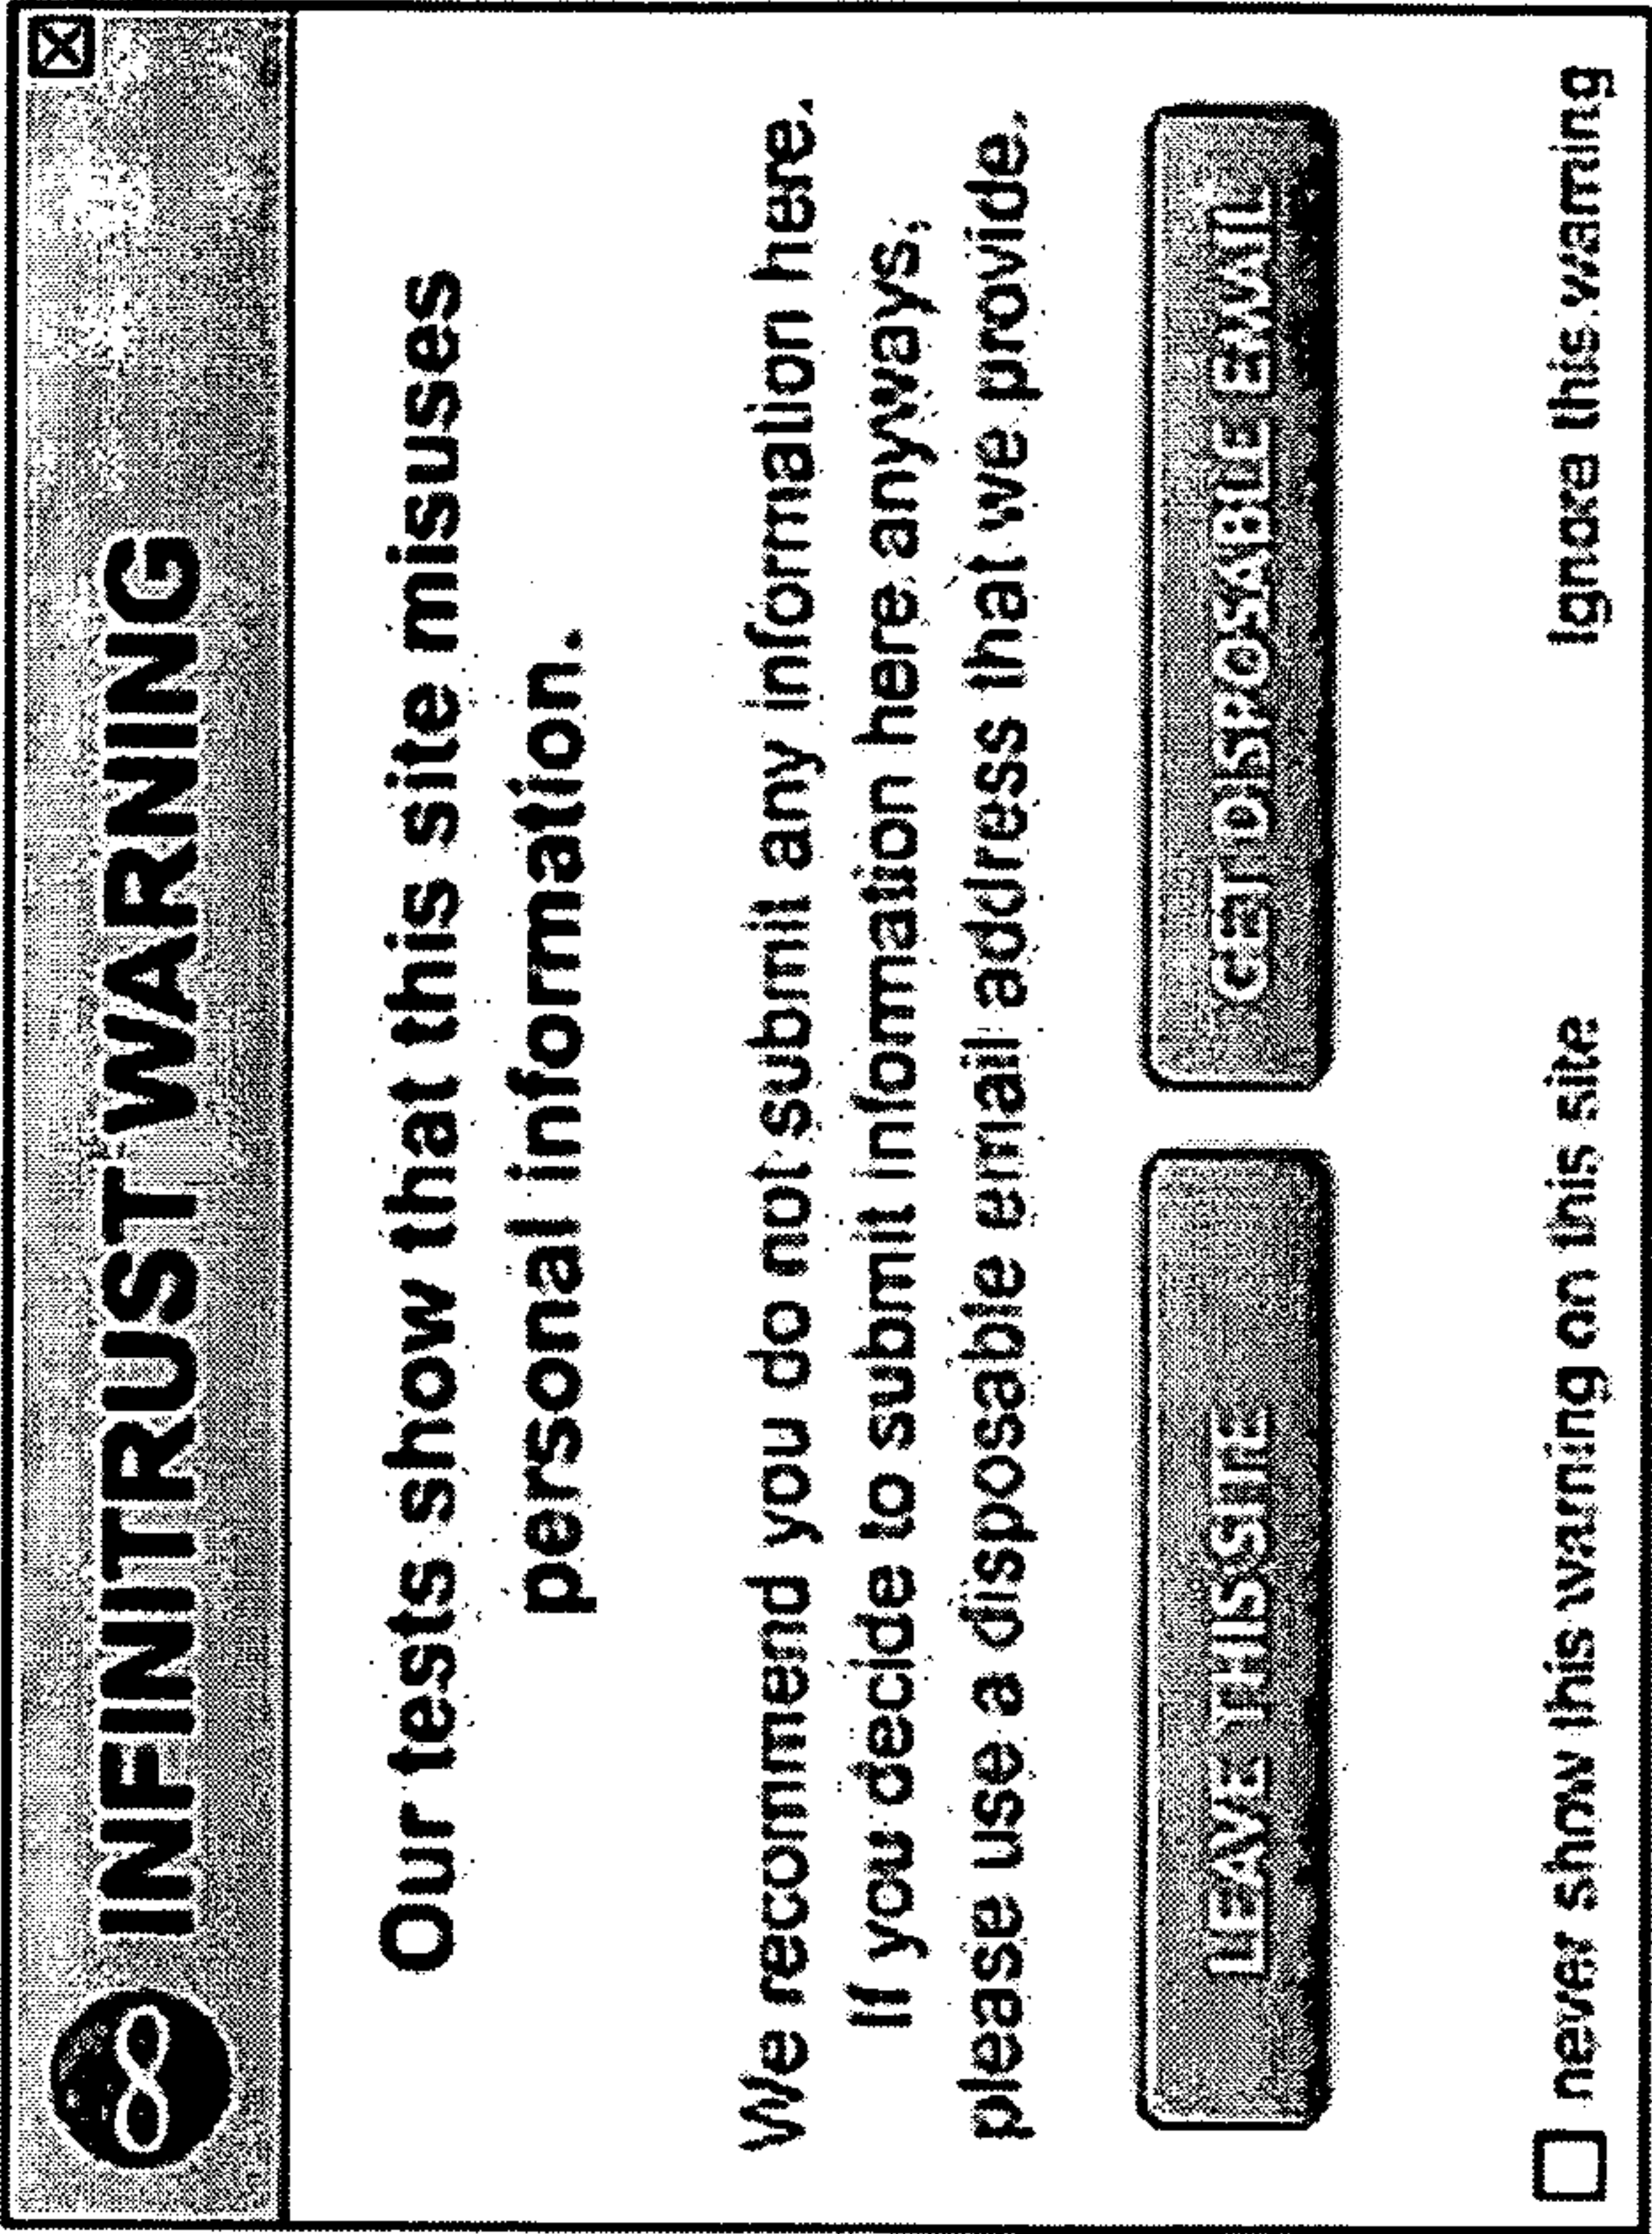 INFINITRUST WARNING
Our tests show that this site misuses
personal information.
We recommend you do not submit any information here.
If you decide to submit information here anyways,
please use a disposable email address that we provide.
LEAVE THIS SITE
GET DISPOSABLE EMAIL
never show this warning on this site
Ignore this warning